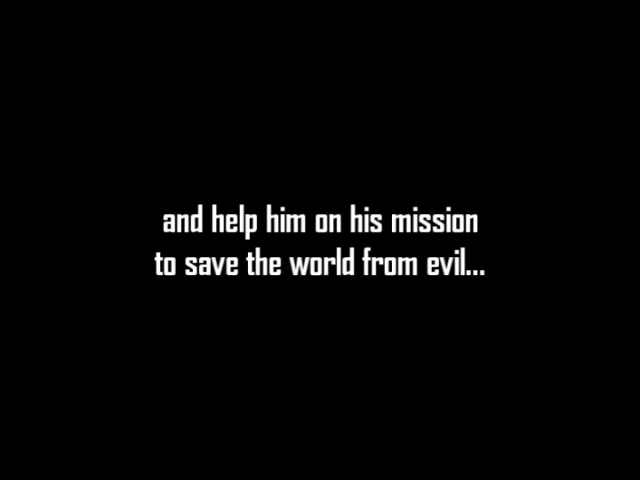 and help him on his mission
to save the world from evil...